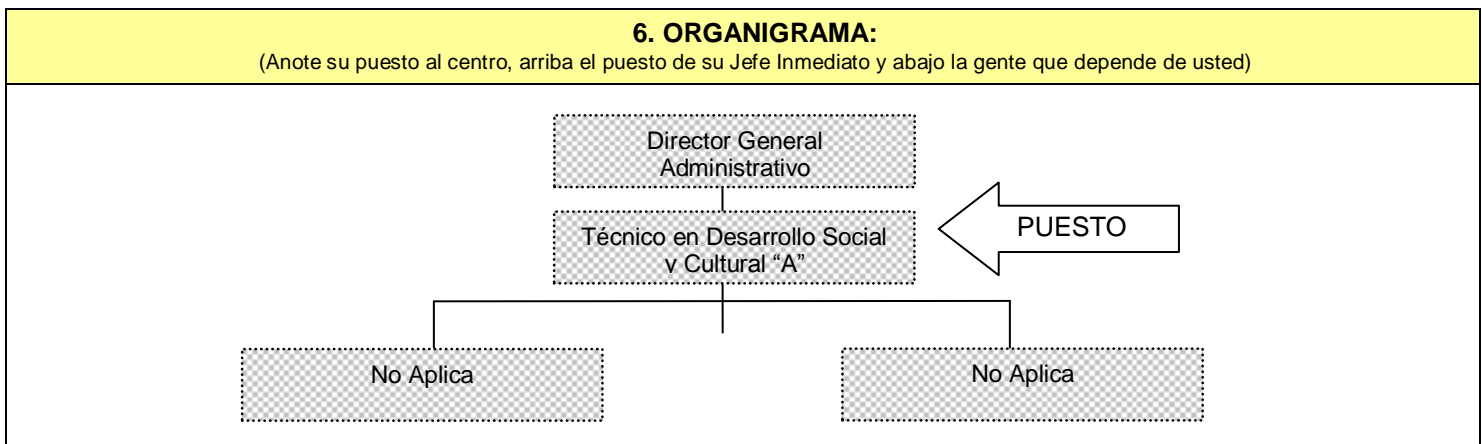 6. ORGANIGRAMA:
(Anote su puesto al centro, arriba el puesto de su Jefe Inmediato y abajo la gente que depende de usted)
Director General
Administrativo
Técnico en Desarrollo Social
y Cultural “A”
PUESTO
No Aplica
No Aplica